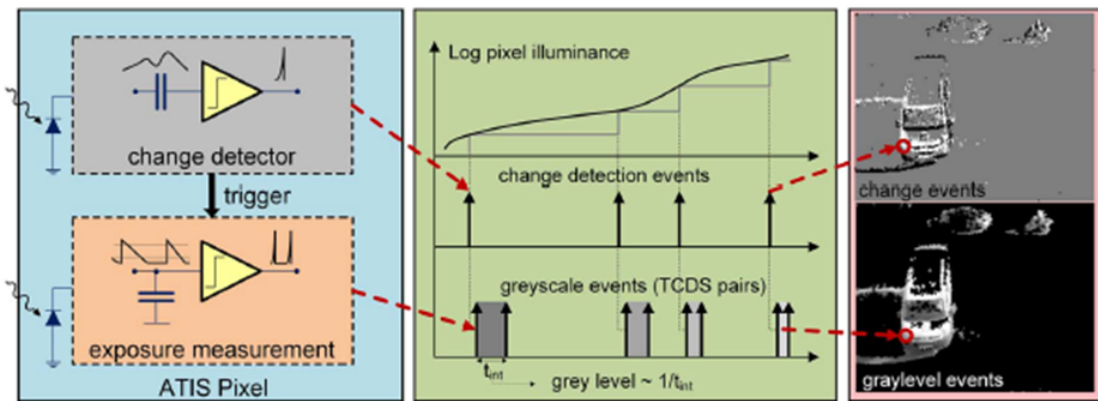 change detector
trigger
exposure measurement
ATIS Pixel
Log pixel illuminance
change detection events
greyscale events (TCDS pairs)
t_int
grey level ~ 1/t_int
change events
graylevel events